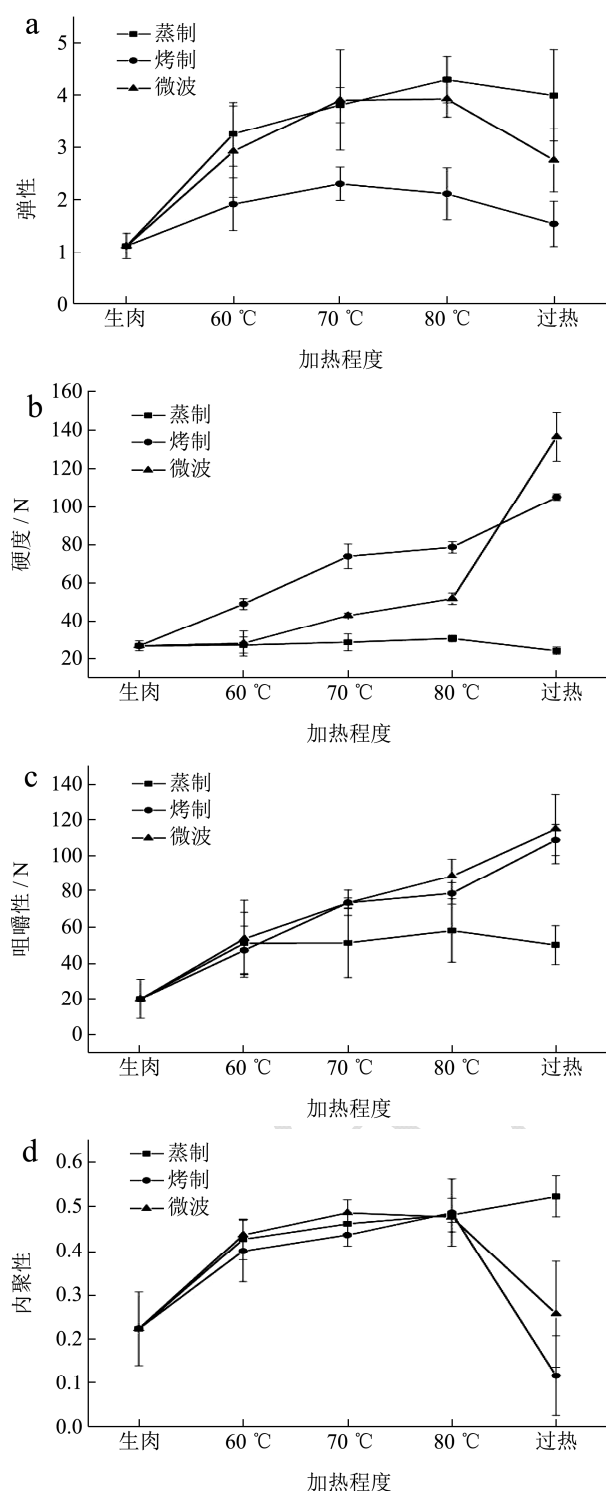 a
蒸制
烤制
微波
5
4
3
2
1
0
弹性
生肉 60 ℃ 70 ℃ 80 ℃ 过热
加热程度
b
160
蒸制
烤制
微波
140
120
100
80
60
40
20
硬度 / N
生肉 60 ℃ 70 ℃ 80 ℃ 过热
加热程度
c
蒸制
烤制
微波
140
120
100
80
60
40
20
0
咀嚼性 / N
生肉 60 ℃ 70 ℃ 80 ℃ 过热
加热程度
d
蒸制
烤制
微波
0.6
0.5
0.4
0.3
0.2
0.1
0.0
内聚性
生肉 60 ℃ 70 ℃ 80 ℃ 过热
加热程度